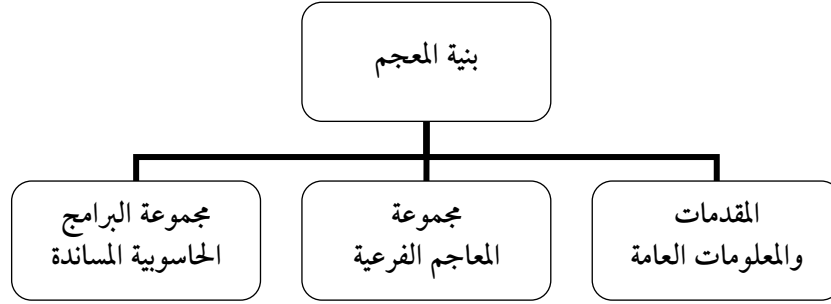 بنية المعجم
المقدمات
والمعلومات العامة
مجموعة
المعاجم الفرعية
مجموعة البرامج
الحاسوبية المساندة